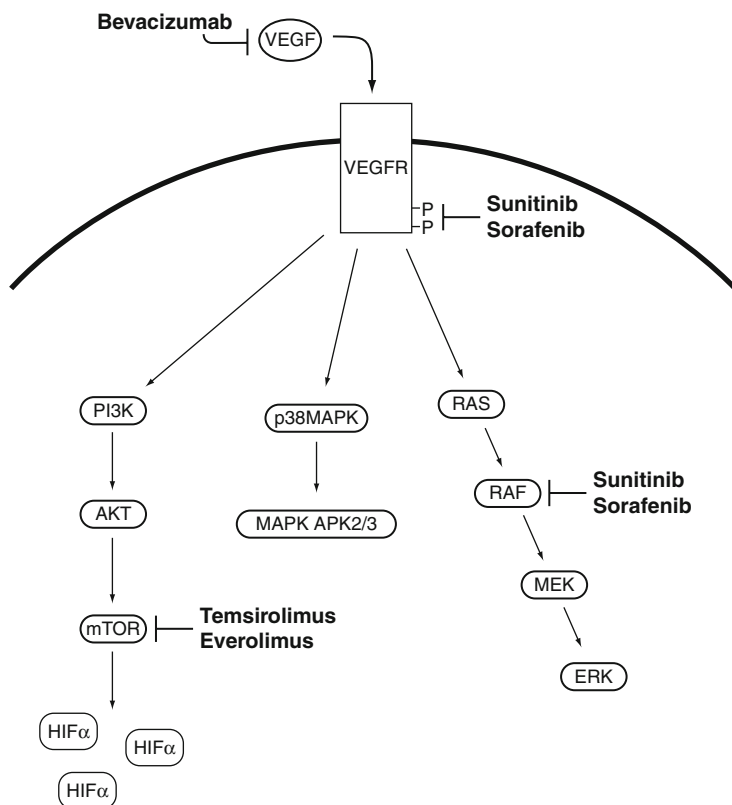 Bevacizumab
VEGF
VEGFR
P
P
Sunitinib
Sorafenib
PI3K
p38MAPK
RAS
AKT
MAPK APK2/3
RAF
Sunitinib
Sorafenib
MEK
mTOR
Temsirolimus
Everolimus
ERK
HIFα
HIFα
HIFα